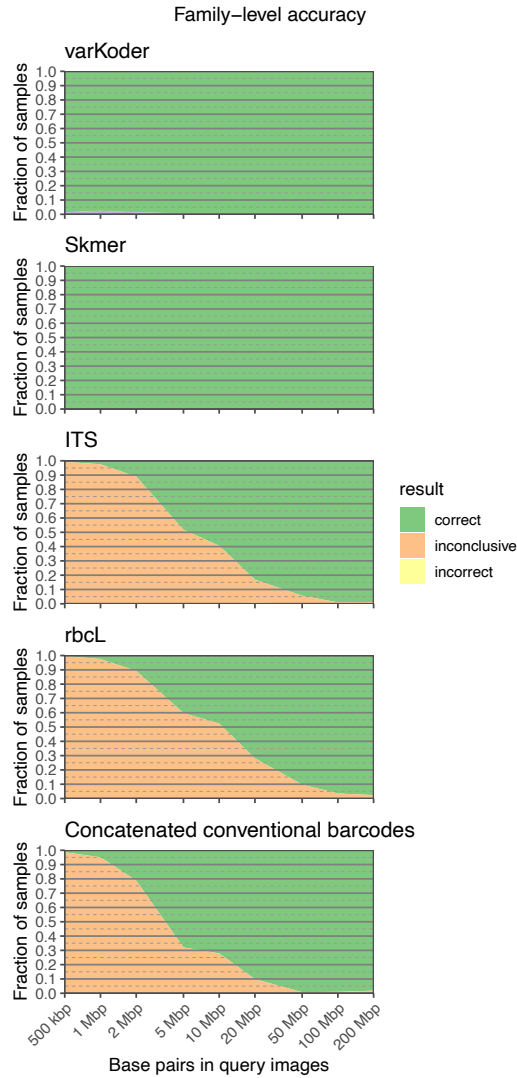 Family−level accuracy
varKoder
Fraction of samples
1.0
0.9
0.8
0.7
0.6
0.5
0.4
0.3
0.2
0.1
0.0
Skmer
Fraction of samples
1.0
0.9
0.8
0.7
0.6
0.5
0.4
0.3
0.2
0.1
0.0
ITS
Fraction of samples
1.0
0.9
0.8
0.7
0.6
0.5
0.4
0.3
0.2
0.1
0.0
result
correct
inconclusive
incorrect
rbcL
Fraction of samples
1.0
0.9
0.8
0.7
0.6
0.5
0.4
0.3
0.2
0.1
0.0
Concatenated conventional barcodes
Fraction of samples
1.0
0.9
0.8
0.7
0.6
0.5
0.4
0.3
0.2
0.1
0.0
500 kbp
1 Mbp
2 Mbp
5 Mbp
10 Mbp
20 Mbp
50 Mbp
100 Mbp
200 Mbp
Base pairs in query images